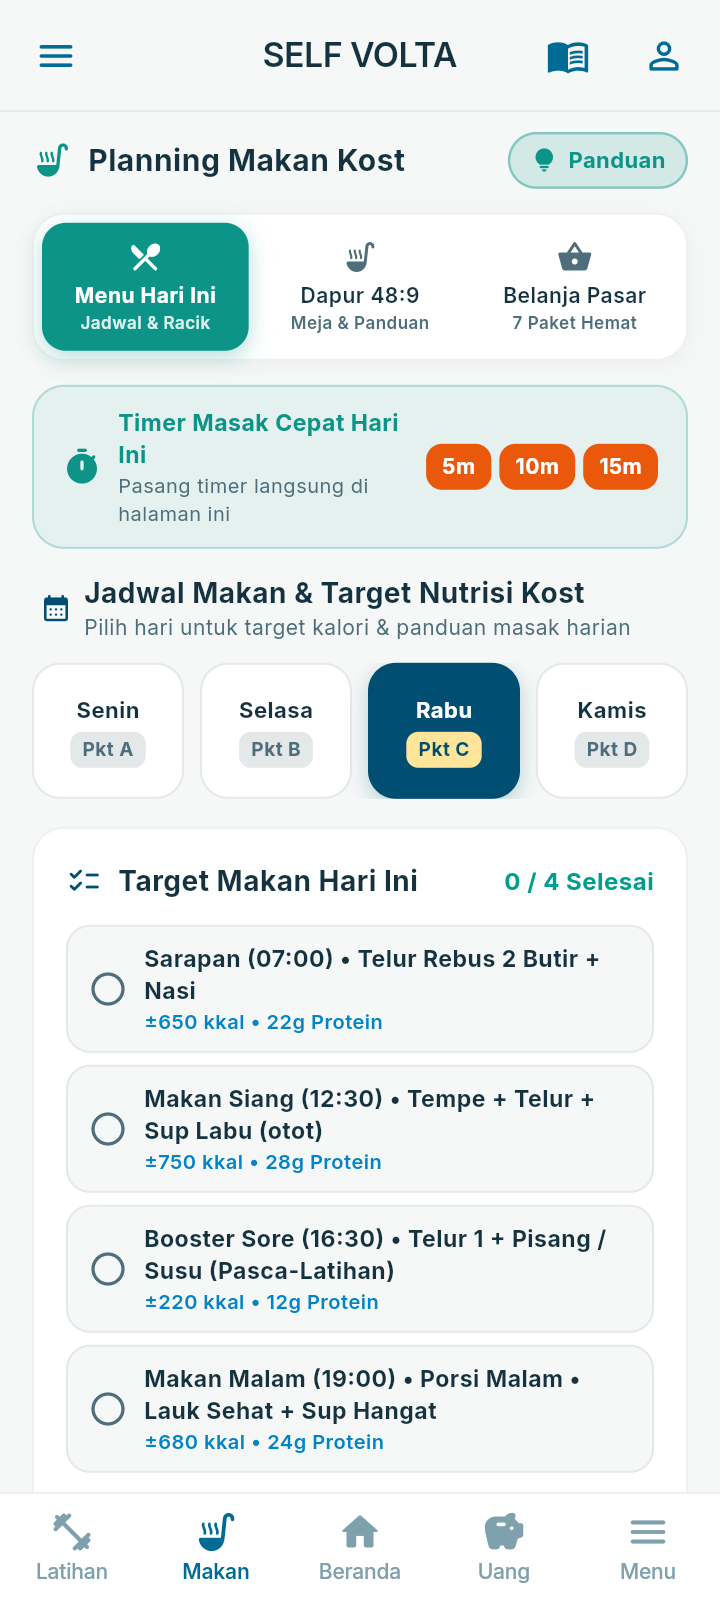 SELF VOLTA
Planning Makan Kost
Panduan
Menu Hari Ini
Jadwal & Racik
Dapur 48:9
Meja & Panduan
Belanja Pasar
7 Paket Hemat
Timer Masak Cepat Hari
Ini
Pasang timer langsung di
halaman ini
5m
10m
15m
Jadwal Makan & Target Nutrisi Kost
Pilih hari untuk target kalori & panduan masak harian
Senin
Pkt A
Selasa
Pkt B
Rabu
Pkt C
Kamis
Pkt D
Target Makan Hari Ini
0 / 4 Selesai
Sarapan (07:00) • Telur Rebus 2 Butir +
Nasi
±650 kkal • 22g Protein
Makan Siang (12:30) • Tempe + Telur +
Sup Labu (otot)
±750 kkal • 28g Protein
Booster Sore (16:30) • Telur 1 + Pisang /
Susu (Pasca-Latihan)
±220 kkal • 12g Protein
Makan Malam (19:00) • Porsi Malam •
Lauk Sehat + Sup Hangat
±680 kkal • 24g Protein
Latihan
Makan
Beranda
Uang
Menu